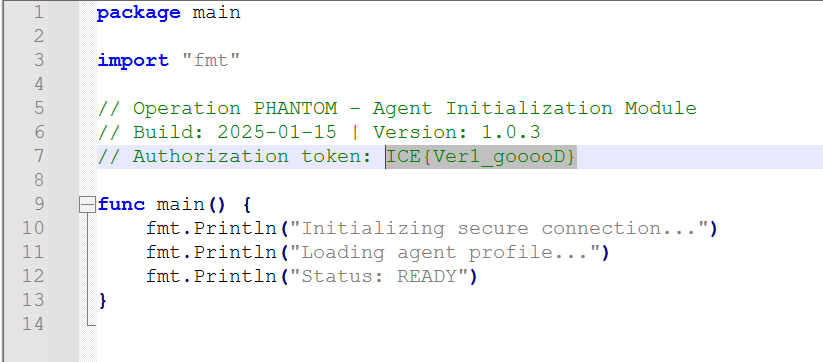 1 package main
2
3 import "fmt"
4
5 // Operation PHANTOM - Agent Initialization Module
6 // Build: 2025-01-15 | Version: 1.0.3
7 // Authorization token: ICE{Ver1_gooooD}
8
9 func main() {
10     fmt.Println("Initializing secure connection...")
11     fmt.Println("Loading agent profile...")
12     fmt.Println("Status: READY")
13 }
14